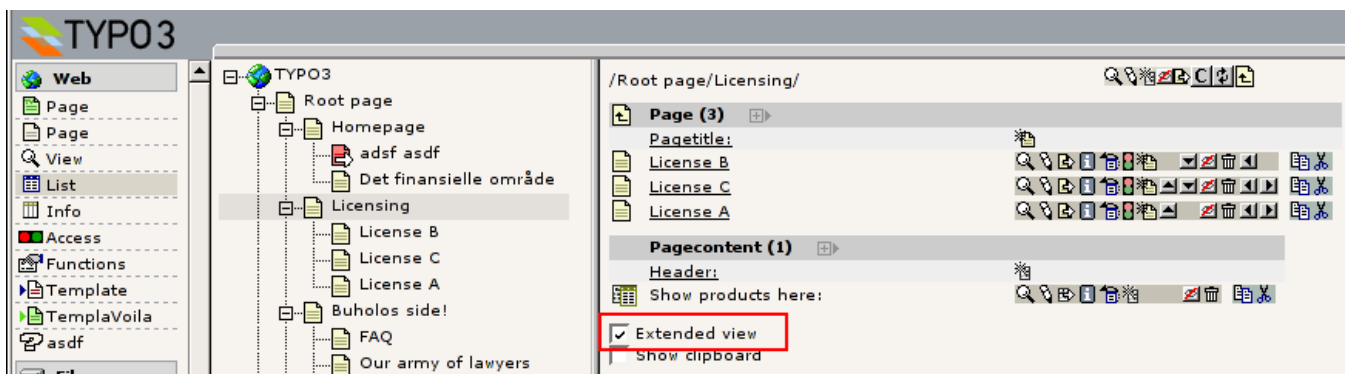 TYPO3
Web
Page
Page
View
List
Info
Access
Functions
Template
TemplaVoila
asdf
TYPO3
Root page
Homepage
adsf asdf
Det finansielle område
Licensing
License B
License C
License A
Buholos side!
FAQ
Our army of lawyers
/Root page/Licensing/
Page (3)
Pagetitle:
License B
License C
License A
Pagecontent (1)
Header:
Show products here:
Extended view
Show clipboard